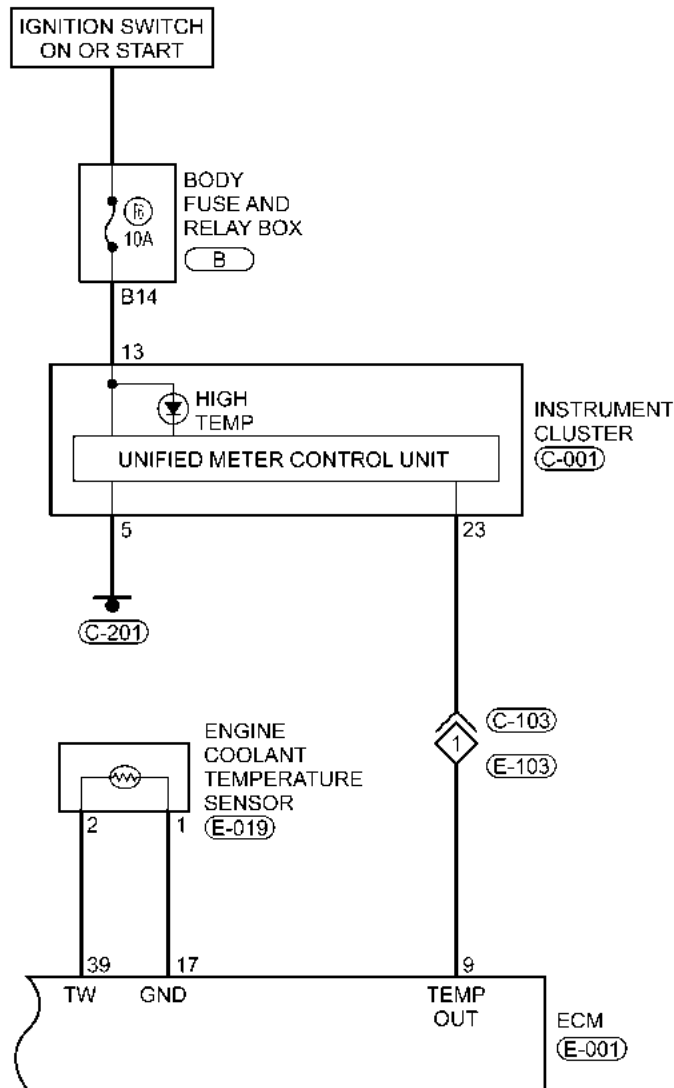 IGNITION SWITCH
ON OR START
BODY
FUSE AND
RELAY BOX
B
10A
B14
13
HIGH
TEMP
UNIFIED METER CONTROL UNIT
INSTRUMENT
CLUSTER
C-001
5
23
C-201
C-103
1
E-103
ENGINE
COOLANT
TEMPERATURE
SENSOR
E-019
2
1
39
17
9
TW
GND
TEMP
OUT
ECM
E-001